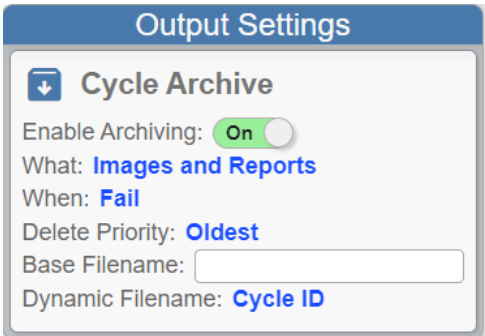 Output Settings
Cycle Archive
Enable Archiving: On
What: Images and Reports
When: Fail
Delete Priority: Oldest
Base Filename:
Dynamic Filename: Cycle ID